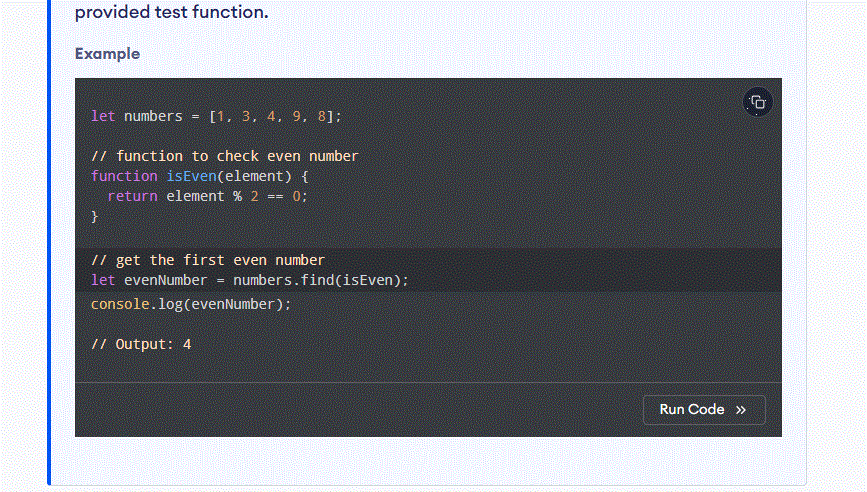 provided test function.
Example
let numbers = [1, 3, 4, 9, 8];
// function to check even number
function isEven(element) {
  return element % 2 == 0;
}
// get the first even number
let evenNumber = numbers.find(isEven);
console.log(evenNumber);
// Output: 4
Run Code »